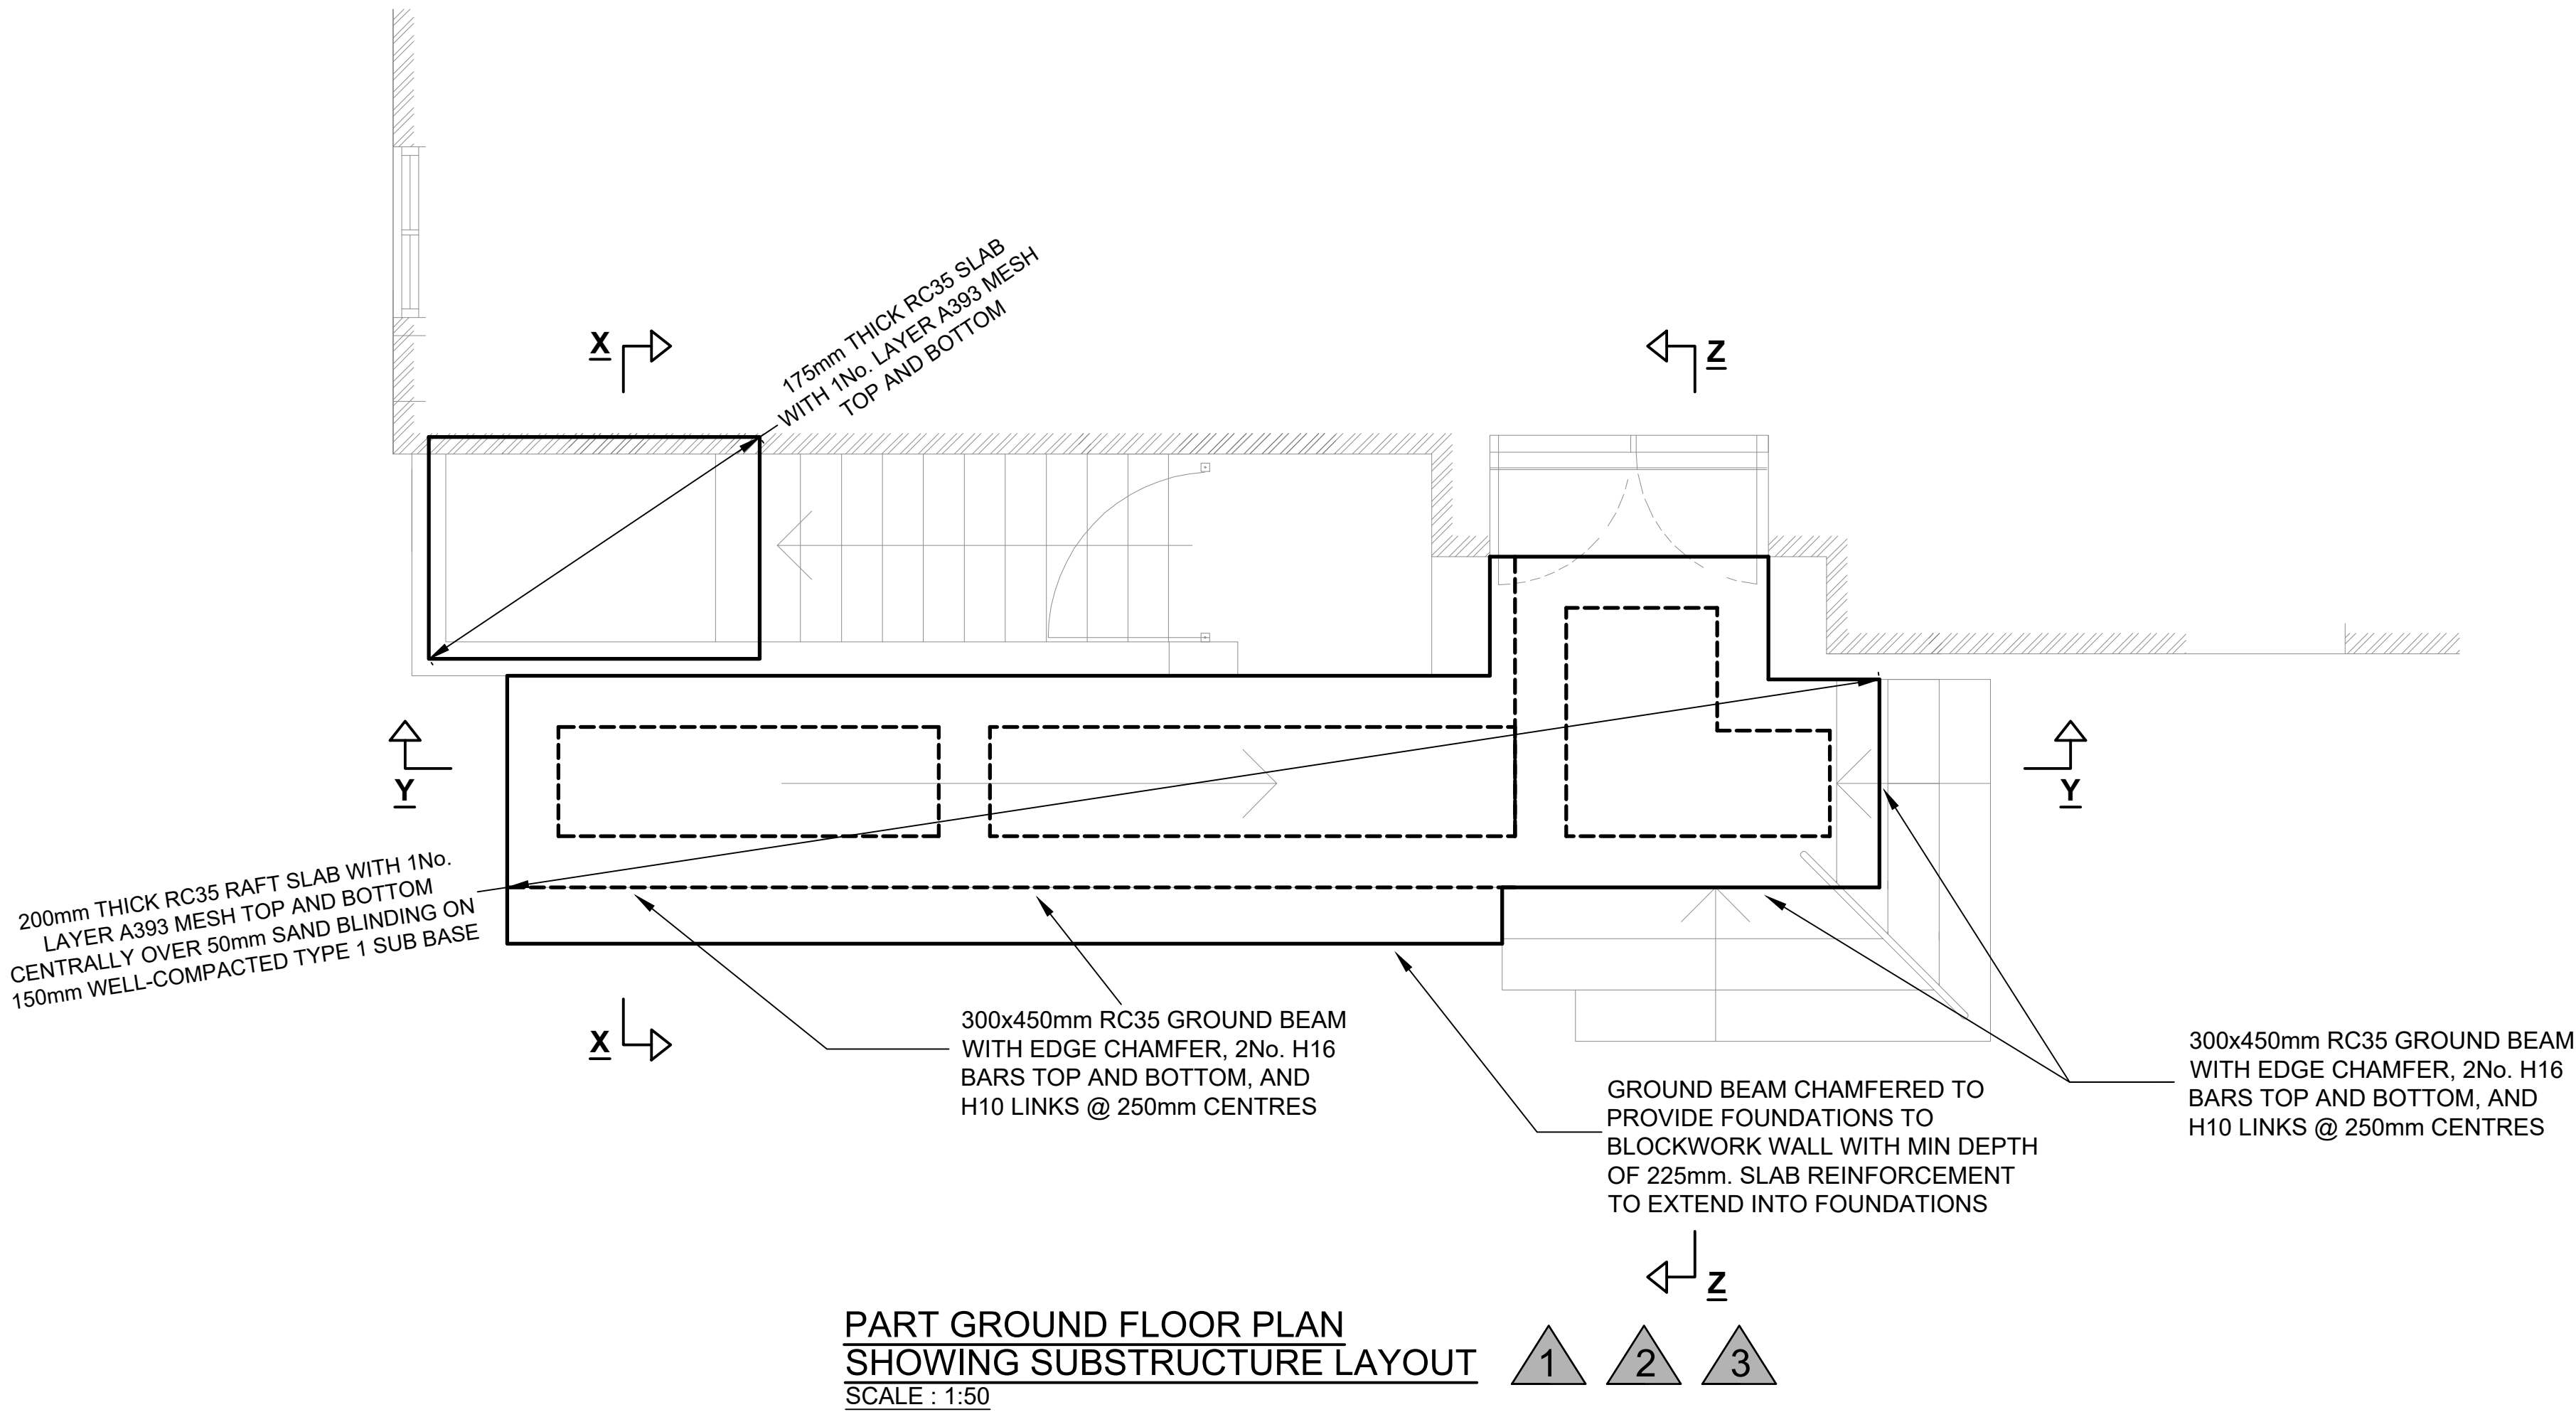 175mm THICK RC35 SLAB
WITH 1No. LAYER A393 MESH
TOP AND BOTTOM
X
Z
Y
Y
200mm THICK RC35 RAFT SLAB WITH 1No.
LAYER A393 MESH TOP AND BOTTOM
CENTRALLY OVER 50mm SAND BLINDING ON
150mm WELL-COMPACTED TYPE 1 SUB BASE
X
300x450mm RC35 GROUND BEAM
WITH EDGE CHAMFER, 2No. H16
BARS TOP AND BOTTOM, AND
H10 LINKS @ 250mm CENTRES
GROUND BEAM CHAMFERED TO
PROVIDE FOUNDATIONS TO
BLOCKWORK WALL WITH MIN DEPTH
OF 225mm. SLAB REINFORCEMENT
TO EXTEND INTO FOUNDATIONS
300x450mm RC35 GROUND BEAM
WITH EDGE CHAMFER, 2No. H16
BARS TOP AND BOTTOM, AND
H10 LINKS @ 250mm CENTRES
Z
PART GROUND FLOOR PLAN
SHOWING SUBSTRUCTURE LAYOUT
SCALE : 1:50
1 2 3